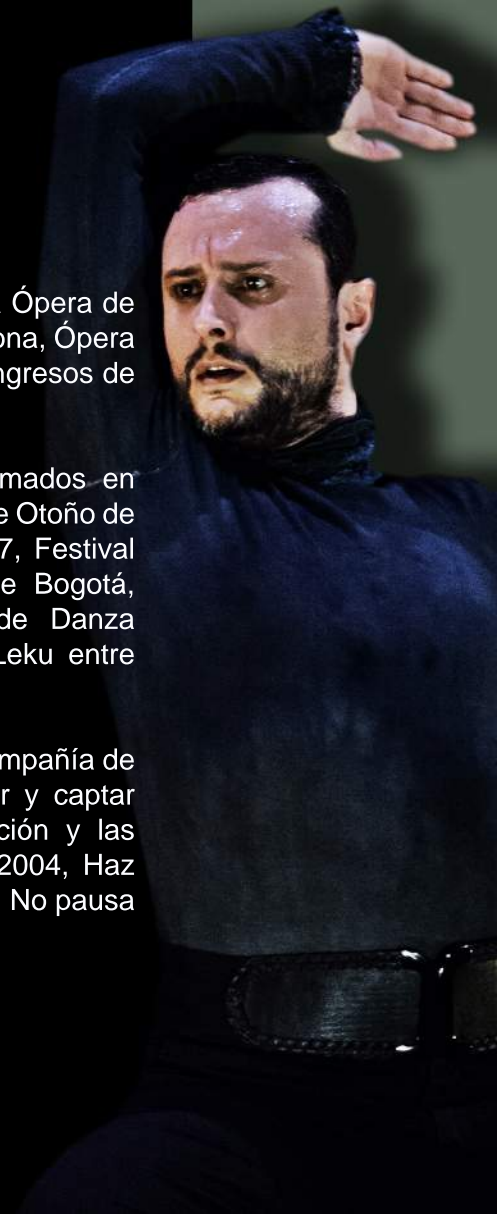 Ópera de
ona, Ópera
ngresos de
mados en
e Otoño de
7, Festival
e Bogotá,
de Danza
Leku entre
mpañía de
r y captar
ción y las
2004, Haz
No pausa